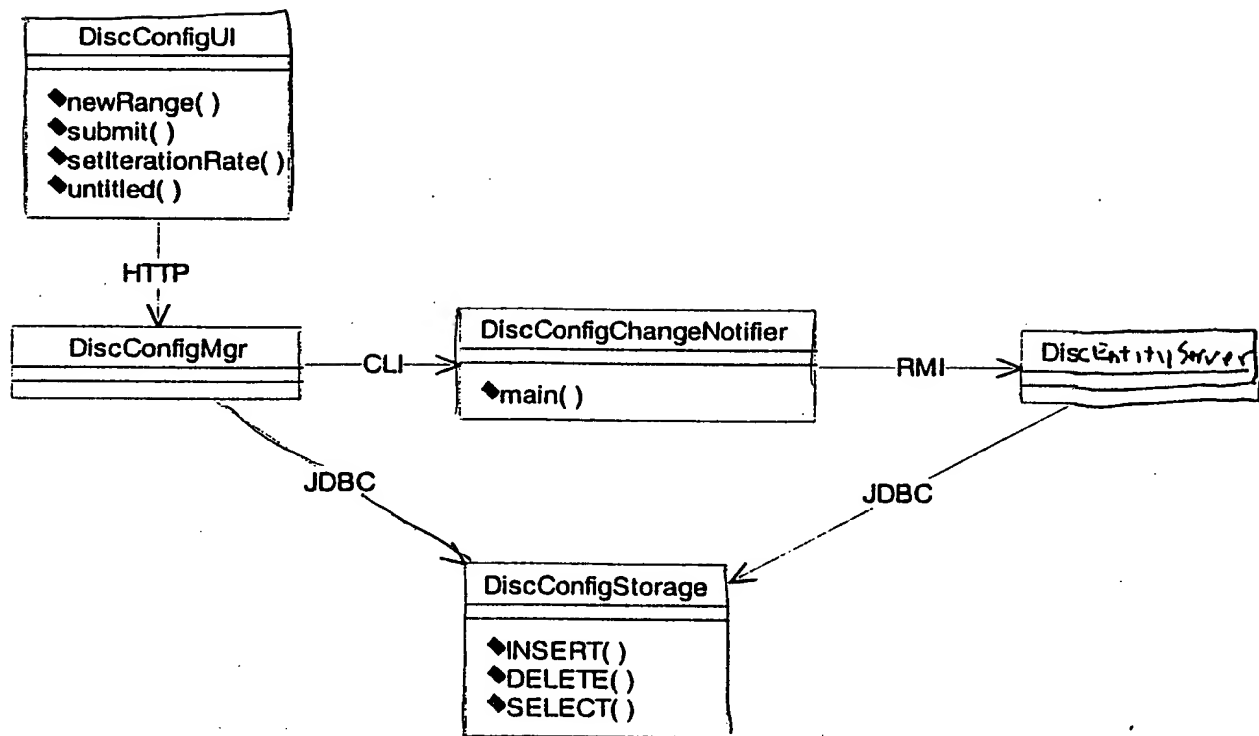 DiscConfigUI
◆newRange( )
◆submit( )
◆setIterationRate( )
◆untitled( )
HTTP
DiscConfigMgr
CLI
DiscConfigChangeNotifier
◆main( )
RMI
DiscEntityServer
JDBC
JDBC
DiscConfigStorage
◆INSERT( )
◆DELETE( )
◆SELECT( )